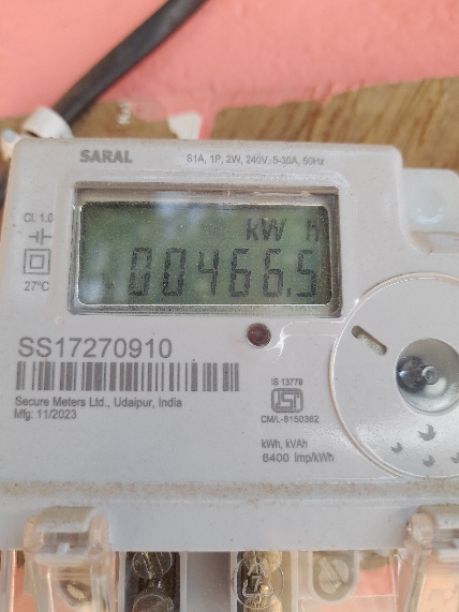 SARAL
S1A, 1P, 2W, 240V, 5-30A, 50Hz
Cl. 1.0
27°C
kW h
00466.5
SS17270910
Secure Meters Ltd., Udaipur, India
Mfg: 11/2023
IS 13779
CM/L-8150362
kWh, kVAh
6400 imp/kWh